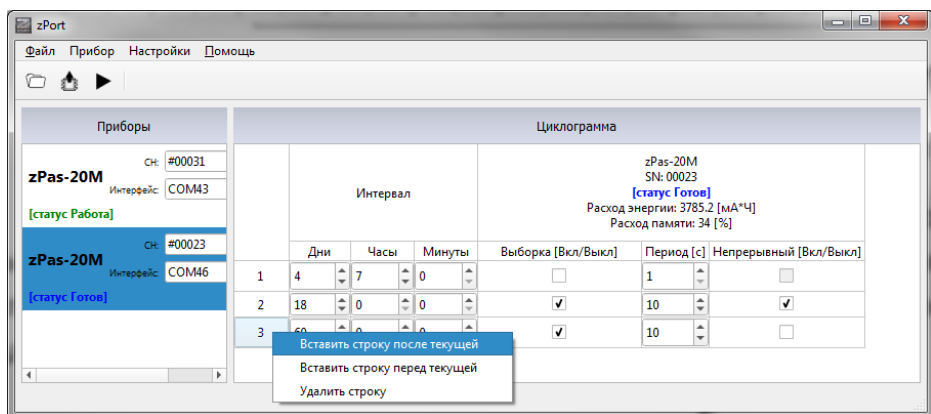 zPort
Файл Прибор Настройки Помощь
Приборы
Циклограмма
zPas-20M
СН: #00031
Интерфейс: COM43
[статус Работа]
zPas-20M
СН: #00023
Интерфейс: COM46
[статус Готов]
Интервал
zPas-20M
SN: 00023
[статус Готов]
Расход энергии: 3785.2 [мА*Ч]
Расход памяти: 34 [%]
Дни Часы Минуты Выборка [Вкл/Выкл] Период [с] Непрерывный [Вкл/Выкл]
1 4 7 0 1
2 18 0 0 10
3 60 0 0 10
Вставить строку после текущей
Вставить строку перед текущей
Удалить строку